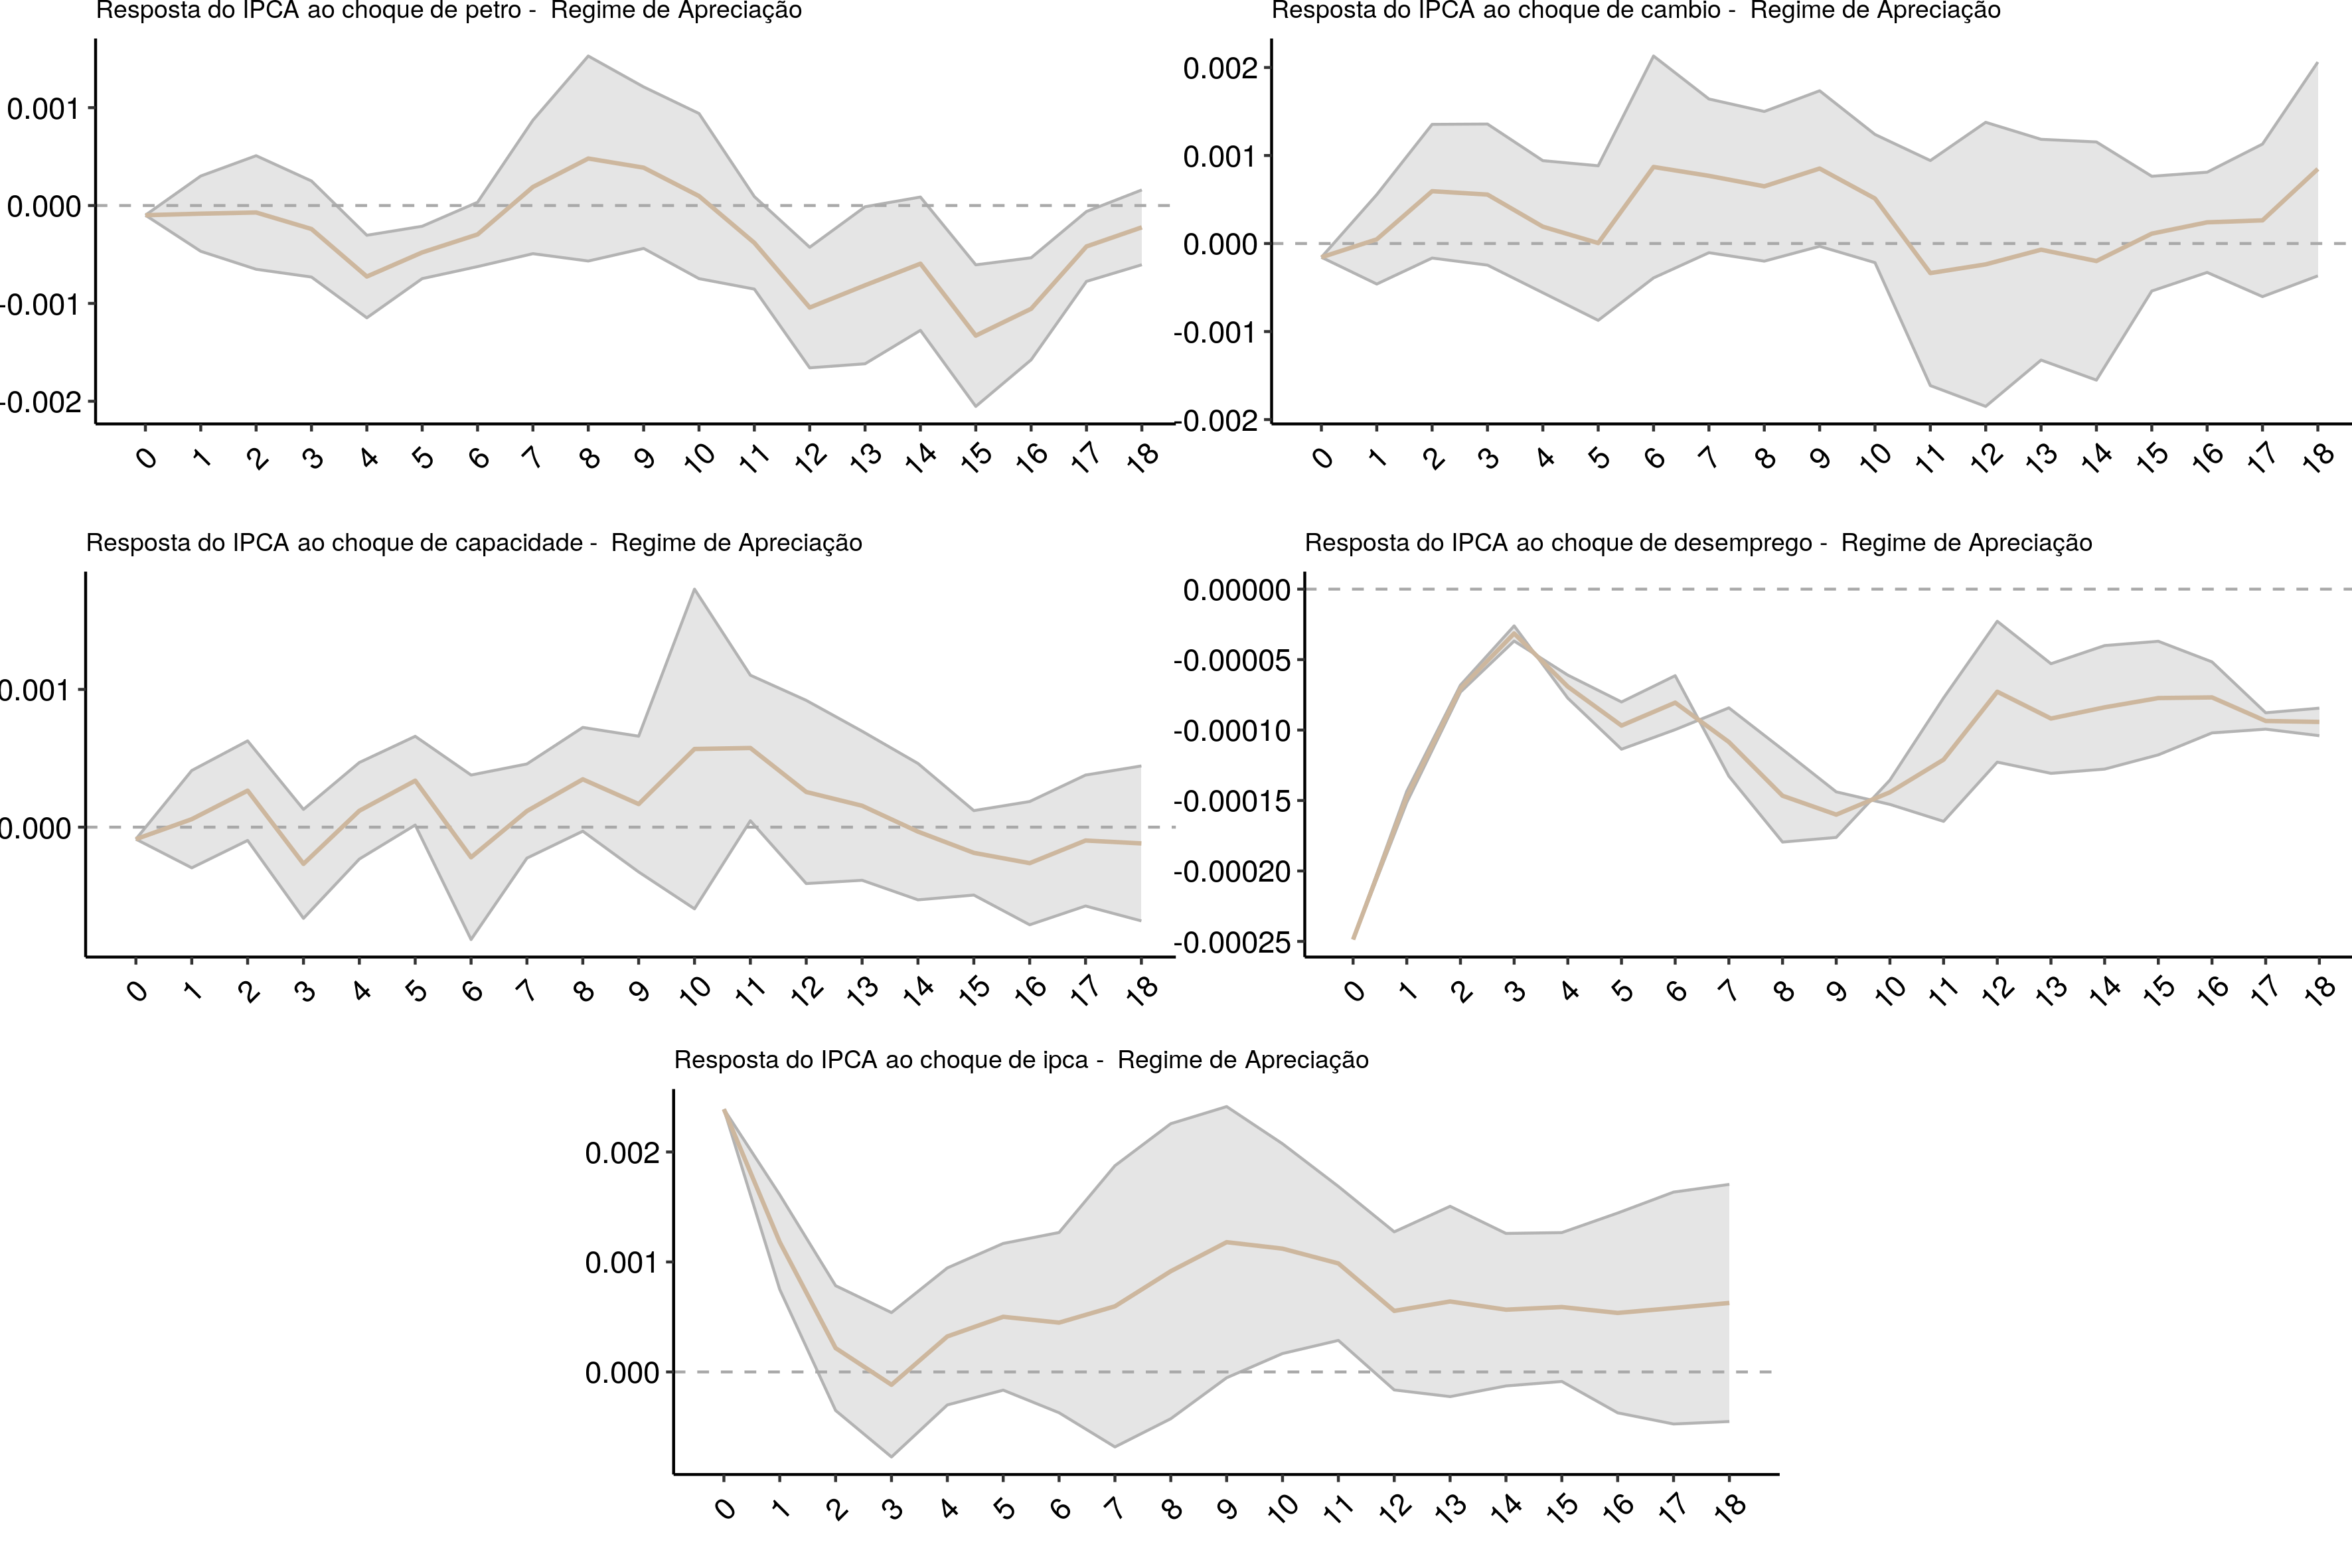 Resposta do IPCA ao choque de petro - Regime de Apreciação
0.001
0.000
-0.001
-0.002
0 1 2 3 4 5 6 7 8 9 10 11 12 13 14 15 16 17 18
Resposta do IPCA ao choque de cambio - Regime de Apreciação
0.002
0.001
0.000
-0.001
-0.002
0 1 2 3 4 5 6 7 8 9 10 11 12 13 14 15 16 17 18
Resposta do IPCA ao choque de capacidade - Regime de Apreciação
0.001
0.000
0 1 2 3 4 5 6 7 8 9 10 11 12 13 14 15 16 17 18
Resposta do IPCA ao choque de desemprego - Regime de Apreciação
0.00000
-0.00005
-0.00010
-0.00015
-0.00020
-0.00025
0 1 2 3 4 5 6 7 8 9 10 11 12 13 14 15 16 17 18
Resposta do IPCA ao choque de ipca - Regime de Apreciação
0.002
0.001
0.000
0 1 2 3 4 5 6 7 8 9 10 11 12 13 14 15 16 17 18